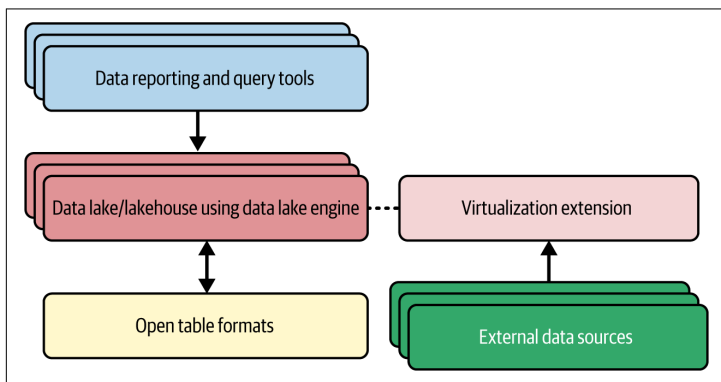 Data reporting and query tools
Data lake/lakehouse using data lake engine
Virtualization extension
Open table formats
External data sources